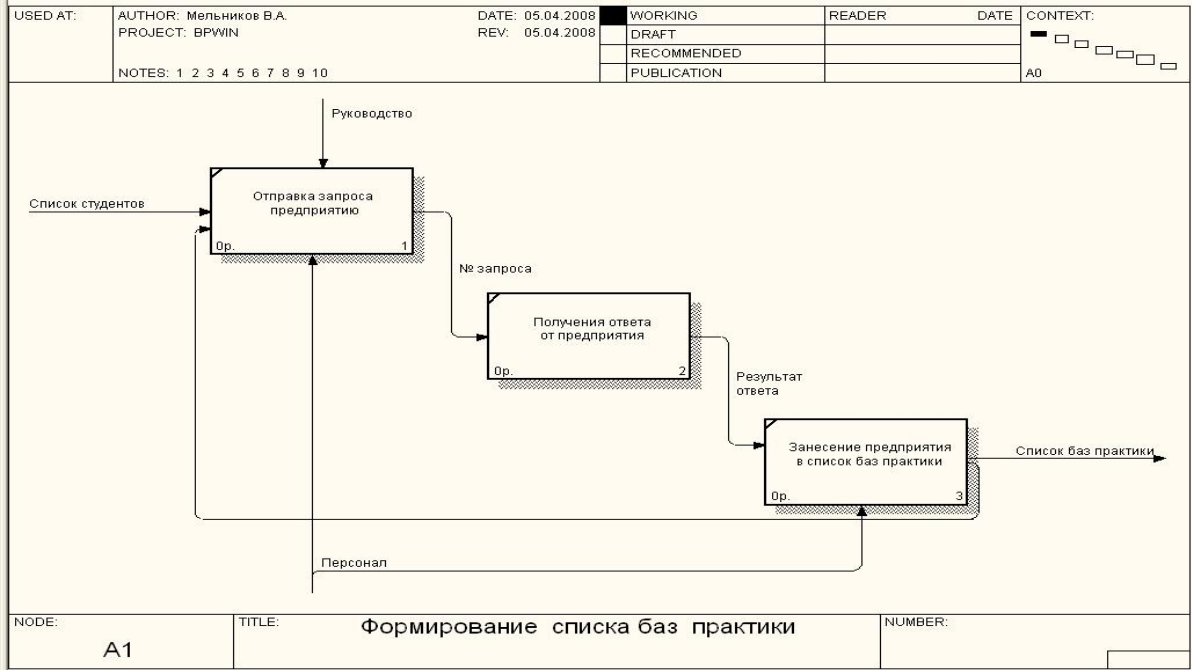 USED AT:
AUTHOR: Мельников В.А.
PROJECT: BPWIN
NOTES: 1 2 3 4 5 6 7 8 9 10
DATE: 05.04.2008
REV: 05.04.2008
WORKING
DRAFT
RECOMMENDED
PUBLICATION
READER
DATE
CONTEXT:
A0
Руководство
Список студентов
Отправка запроса
предприятию
0р.
1
№ запроса
Получения ответа
от предприятия
0р.
2
Результат
ответа
Занесение предприятия
в список баз практики
0р.
3
Список баз практики
Персонал
NODE:
A1
TITLE:
Формирование списка баз практики
NUMBER: